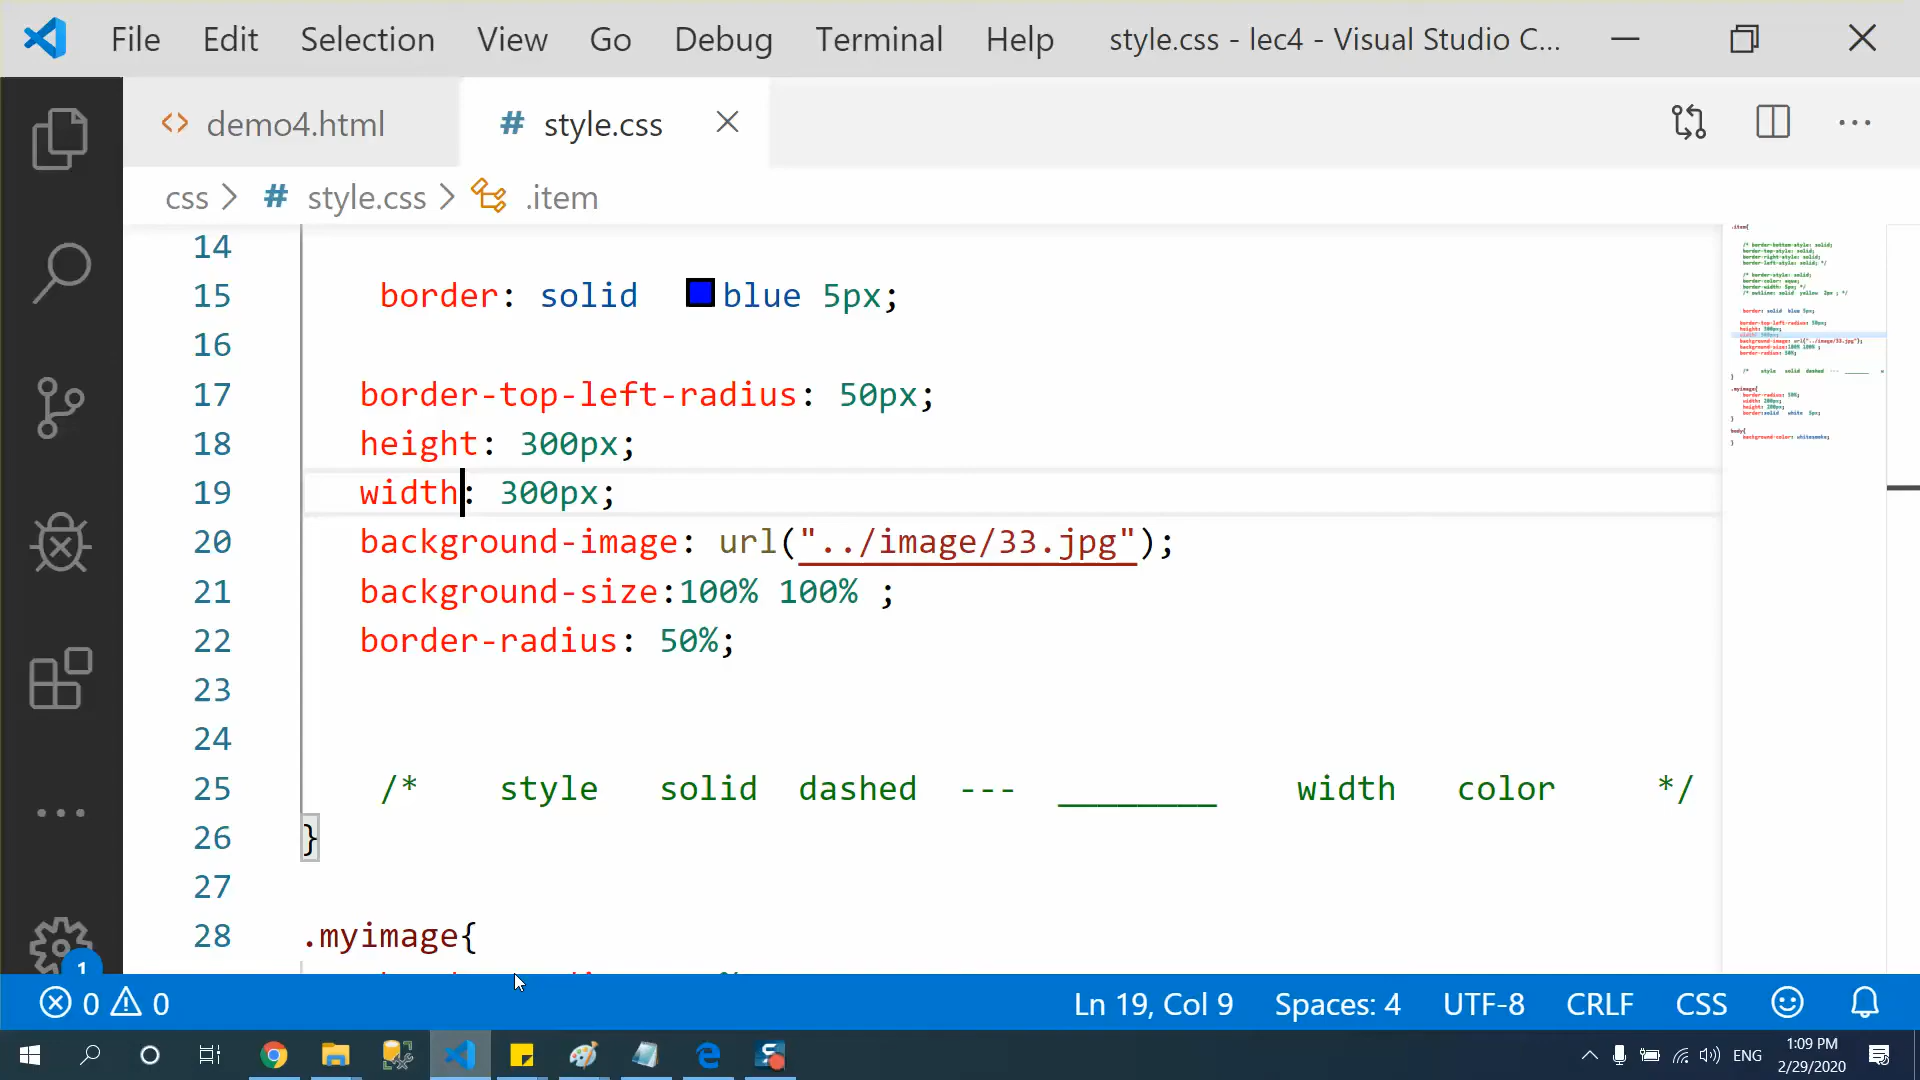 File Edit Selection View Go Debug Terminal Help style.css - lec4 - Visual Studio C...
demo4.html # style.css
css > # style.css > .item
14
15 border: solid blue 5px;
16
17 border-top-left-radius: 50px;
18 height: 300px;
19 width: 300px;
20 background-image: url("../image/33.jpg");
21 background-size:100% 100% ;
22 border-radius: 50%;
23
24
25 /* style solid dashed --- ________ width color */
26 }
27
28 .myimage{
1
0 0 Ln 19, Col 9 Spaces: 4 UTF-8 CRLF CSS
ENG 1:09 PM
2/29/2020